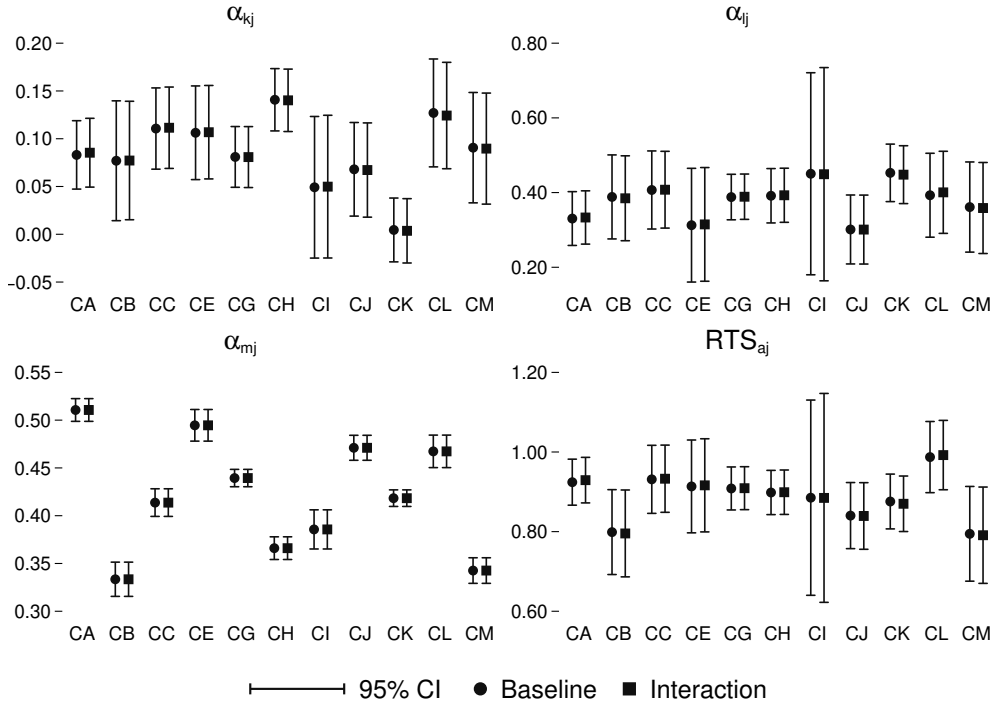 αkj
0.20
0.15
0.10
0.05
0.00
−0.05
CA CB CC CE CG CH CI CJ CK CL CM
αlj
0.80
0.60
0.40
0.20
CA CB CC CE CG CH CI CJ CK CL CM
αmj
0.55
0.50
0.45
0.40
0.35
0.30
CA CB CC CE CG CH CI CJ CK CL CM
RTSaj
1.20
1.00
0.80
0.60
CA CB CC CE CG CH CI CJ CK CL CM
95% CI Baseline Interaction